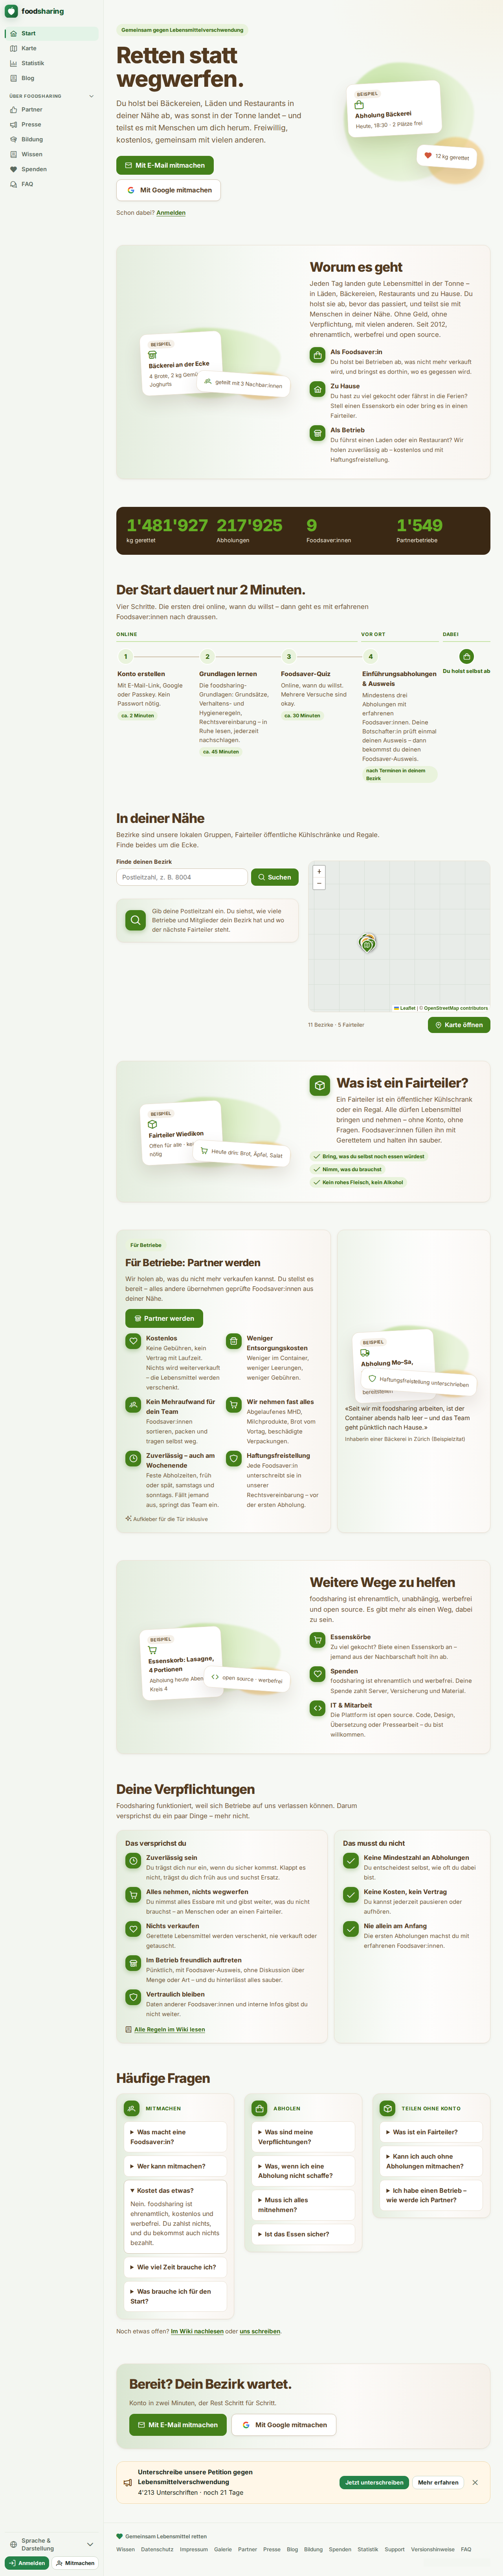 foodsharing
Start
Karte
Statistik
Blog
ÜBER FOODSHARING
Partner
Presse
Bildung
Wissen
Spenden
FAQ
Gemeinsam gegen Lebensmittelverschwendung
Retten statt
wegwerfen.
Du holst bei Bäckereien, Läden und Restaurants in
deiner Nähe ab, was sonst in der Tonne landet – und
teilst es mit Menschen um dich herum. Freiwillig,
kostenlos, gemeinsam mit vielen anderen.
Mit E-Mail mitmachen
Mit Google mitmachen
Schon dabei? Anmelden
BEISPIEL
Abholung Bäckerei
Heute, 18:30 · 2 Plätze frei
12 kg gerettet
BEISPIEL
Bäckerei an der Ecke
4 Brote, 2 kg Gemü
Joghurts
geteilt mit 3 Nachbar:innen
Worum es geht
Jeden Tag landen gute Lebensmittel in der Tonne –
in Läden, Bäckereien, Restaurants und zu Hause. Du
holst sie ab, bevor das passiert, und teilst sie mit
Menschen in deiner Nähe. Ohne Geld, ohne
Verpflichtung, mit vielen anderen. Seit 2012,
ehrenamtlich, werbefrei und open source.
Als Foodsaver:in
Du holst bei Betrieben ab, was nicht mehr verkauft
wird, und bringst es dorthin, wo es gegessen wird.
Zu Hause
Du hast zu viel gekocht oder fährst in die Ferien?
Stell einen Essenskorb ein oder bring es in einen
Fairteiler.
Als Betrieb
Du führst einen Laden oder ein Restaurant? Wir
holen zuverlässig ab – kostenlos und mit
Haftungsfreistellung.
1'481'927 217'925 9 1'549
kg gerettet Abholungen Foodsaver:innen Partnerbetriebe
Der Start dauert nur 2 Minuten.
Vier Schritte. Die ersten drei online, wann du willst – dann geht es mit erfahrenen
Foodsaver:innen nach draussen.
ONLINE
VOR ORT
DABEI
1
Konto erstellen
Mit E-Mail-Link, Google
oder Passkey. Kein
Passwort nötig.
ca. 2 Minuten
2
Grundlagen lernen
Die foodsharing-
Grundlagen: Grundsätze,
Verhaltens- und
Hygieneregeln,
Rechtsvereinbarung – in
Ruhe lesen, jederzeit
nachschlagen.
ca. 45 Minuten
3
Foodsaver-Quiz
Online, wann du willst.
Mehrere Versuche sind
okay.
ca. 30 Minuten
4
Einführungsabholungen
& Ausweis
Mindestens drei
Abholungen mit
erfahrenen
Foodsaver:innen. Deine
Botschafter:in prüft einmal
deinen Ausweis – dann
bekommst du deinen
Foodsaver-Ausweis.
nach Terminen in deinem
Bezirk
Du holst selbst ab
In deiner Nähe
Bezirke sind unsere lokalen Gruppen, Fairteiler öffentliche Kühlschränke und Regale.
Finde beides um die Ecke.
Finde deinen Bezirk
Postleitzahl, z. B. 8004
Suchen
Gib deine Postleitzahl ein. Du siehst, wie viele
Betriebe und Mitglieder dein Bezirk hat und wo
der nächste Fairteiler steht.
+
−
Leaflet | © OpenStreetMap contributors
11 Bezirke · 5 Fairteiler
Karte öffnen
BEISPIEL
Fairteiler Wiedikon
Offen für alle · kei
nötig
Heute drin: Brot, Äpfel, Salat
Was ist ein Fairteiler?
Ein Fairteiler ist ein öffentlicher Kühlschrank
oder ein Regal. Alle dürfen Lebensmittel
bringen und nehmen – ohne Konto, ohne
Fragen. Foodsaver:innen füllen ihn mit
Gerettetem und halten ihn sauber.
Bring, was du selbst noch essen würdest
Nimm, was du brauchst
Kein rohes Fleisch, kein Alkohol
Für Betriebe
Für Betriebe: Partner werden
Wir holen ab, was du nicht mehr verkaufen kannst. Du stellst es
bereit – alles andere übernehmen geprüfte Foodsaver:innen aus
deiner Nähe.
Partner werden
Kostenlos
Keine Gebühren, kein
Vertrag mit Laufzeit.
Nichts wird weiterverkauft
– die Lebensmittel werden
verschenkt.
Weniger
Entsorgungskosten
Weniger im Container,
weniger Leerungen,
weniger Gebühren.
Kein Mehraufwand für
dein Team
Foodsaver:innen
sortieren, packen und
tragen selbst weg.
Wir nehmen fast alles
Abgelaufenes MHD,
Milchprodukte, Brot vom
Vortag, beschädigte
Verpackungen.
Zuverlässig – auch am
Wochenende
Feste Abholzeiten, früh
oder spät, samstags und
sonntags. Fällt jemand
aus, springt das Team ein.
Haftungsfreistellung
Jede Foodsaver:in
unterschreibt sie in
unserer
Rechtsvereinbarung – vor
der ersten Abholung.
Aufkleber für die Tür inklusive
BEISPIEL
Abholung Mo–Sa,
Haftungsfreistellung unterschrieben
bereitstellen
«Seit wir mit foodsharing arbeiten, ist der
Container abends halb leer – und das Team
geht pünktlich nach Hause.»
Inhaberin einer Bäckerei in Zürich (Beispielzitat)
BEISPIEL
Essenskorb: Lasagne,
4 Portionen
Abholung heute Aben
Kreis 4
open source · werbefrei
Weitere Wege zu helfen
foodsharing ist ehrenamtlich, unabhängig, werbefrei
und open source. Es gibt mehr als einen Weg, dabei
zu sein.
Essenskörbe
Zu viel gekocht? Biete einen Essenskorb an –
jemand aus der Nachbarschaft holt ihn ab.
Spenden
foodsharing ist ehrenamtlich und werbefrei. Deine
Spende zahlt Server, Versicherung und Material.
IT & Mitarbeit
Die Plattform ist open source. Code, Design,
Übersetzung oder Pressearbeit – du bist
willkommen.
Deine Verpflichtungen
Foodsharing funktioniert, weil sich Betriebe auf uns verlassen können. Darum
versprichst du ein paar Dinge – mehr nicht.
Das versprichst du
Zuverlässig sein
Du trägst dich nur ein, wenn du sicher kommst. Klappt es
nicht, trägst du dich früh aus und suchst Ersatz.
Alles nehmen, nichts wegwerfen
Du nimmst alles Essbare mit und gibst weiter, was du nicht
brauchst – an Menschen oder an einen Fairteiler.
Nichts verkaufen
Gerettete Lebensmittel werden verschenkt, nie verkauft oder
getauscht.
Im Betrieb freundlich auftreten
Pünktlich, mit Foodsaver-Ausweis, ohne Diskussion über
Menge oder Art – und du hinterlässt alles sauber.
Vertraulich bleiben
Daten anderer Foodsaver:innen und interne Infos gibst du
nicht weiter.
Alle Regeln im Wiki lesen
Das musst du nicht
Keine Mindestzahl an Abholungen
Du entscheidest selbst, wie oft du dabei
bist.
Keine Kosten, kein Vertrag
Du kannst jederzeit pausieren oder
aufhören.
Nie allein am Anfang
Die ersten Abholungen machst du mit
erfahrenen Foodsaver:innen.
Häufige Fragen
MITMACHEN
Was macht eine
Foodsaver:in?
Wer kann mitmachen?
Kostet das etwas?
Nein. foodsharing ist
ehrenamtlich, kostenlos und
werbefrei. Du zahlst nichts,
und du bekommst auch nichts
bezahlt.
Wie viel Zeit brauche ich?
Was brauche ich für den
Start?
ABHOLEN
Was sind meine
Verpflichtungen?
Was, wenn ich eine
Abholung nicht schaffe?
Muss ich alles
mitnehmen?
Ist das Essen sicher?
TEILEN OHNE KONTO
Was ist ein Fairteiler?
Kann ich auch ohne
Abholungen mitmachen?
Ich habe einen Betrieb –
wie werde ich Partner?
Noch etwas offen? Im Wiki nachlesen oder uns schreiben.
Bereit? Dein Bezirk wartet.
Konto in zwei Minuten, der Rest Schritt für Schritt.
Mit E-Mail mitmachen
Mit Google mitmachen
Unterschreibe unsere Petition gegen
Lebensmittelverschwendung
4'213 Unterschriften · noch 21 Tage
Jetzt unterschreiben
Mehr erfahren
Gemeinsam Lebensmittel retten
Wissen Datenschutz Impressum Galerie Partner Presse Blog Bildung Spenden Statistik Support Versionshinweise FAQ
Sprache &
Darstellung
Anmelden
Mitmachen